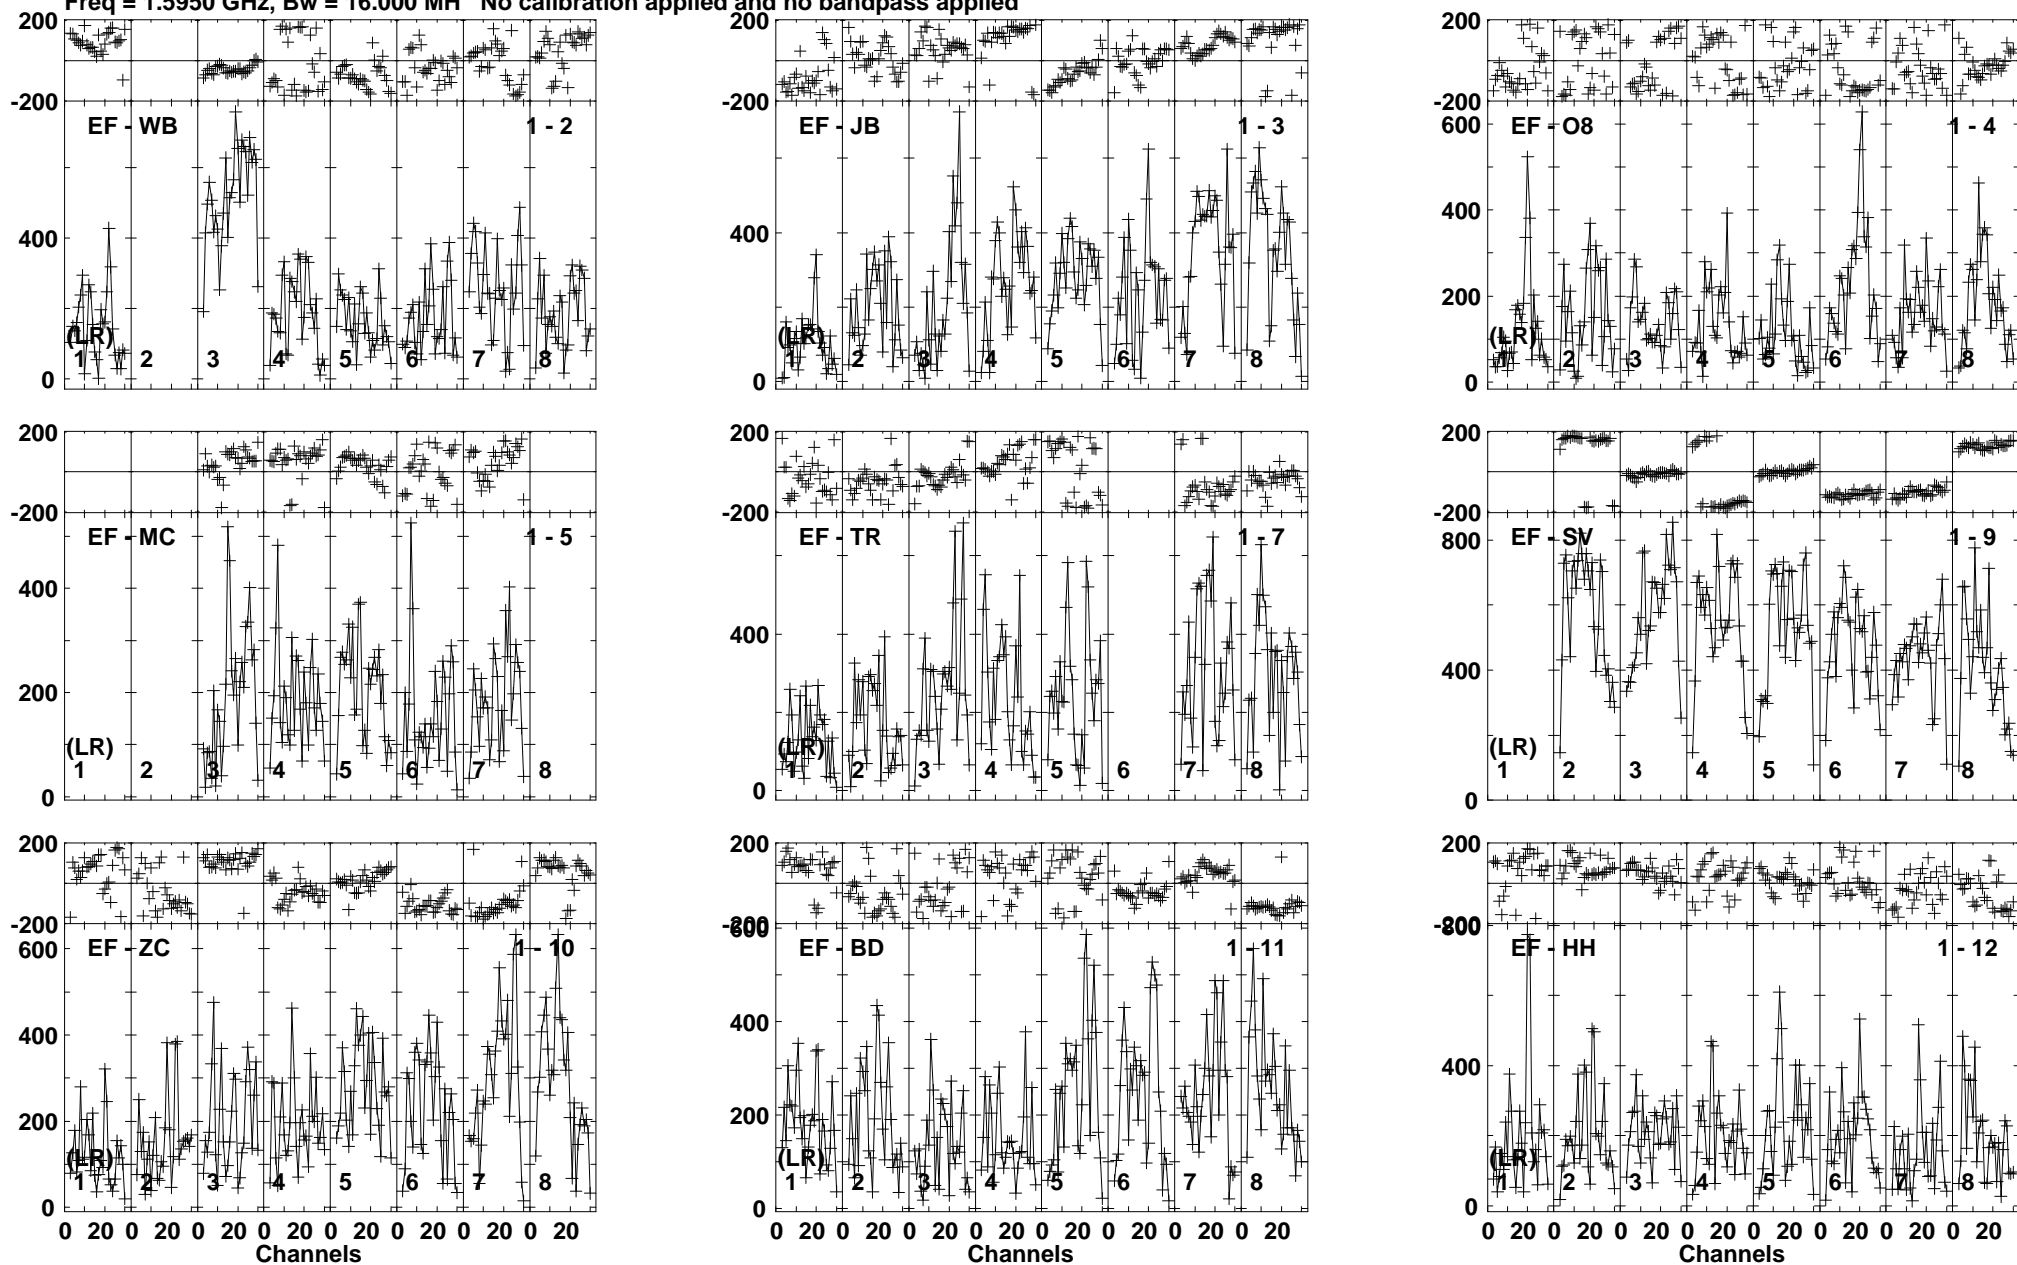 Freq = 1.5950 GHz, Bw = 16.000 MH No calibration applied and no bandpass applied
200
-200
EF - WB 1 - 2
400
0
(LR)
1 2 3 4 5 6 7 8
200
-200
EF - JB 1 - 3
400
0
(LR)
1 2 3 4 5 6 7 8
200
-200
EF - O8 1 - 4
600
400
200
0
(LR)
1 2 3 4 5 6 7 8
200
-200
EF - MC 1 - 5
400
200
0
(LR)
1 2 3 4 5 6 7 8
200
-200
EF - TR 1 - 7
400
0
(LR)
1 2 3 4 5 6 7 8
200
-200
EF - SV 1 - 9
800
400
0
(LR)
1 2 3 4 5 6 7 8
200
-200
EF - ZC 1 - 10
600
400
200
0
(LR)
1 2 3 4 5 6 7 8
0 20 0 20 0 20 0 20 0 20 0 20 0 20 0 20
Channels
200
-200
600
EF - BD 1 - 11
400
200
0
(LR)
1 2 3 4 5 6 7 8
0 20 0 20 0 20 0 20 0 20 0 20 0 20 0 20
Channels
200
-200
800
EF - HH 1 - 12
400
0
(LR)
1 2 3 4 5 6 7 8
0 20 0 20 0 20 0 20 0 20 0 20 0 20 0 20
Channels